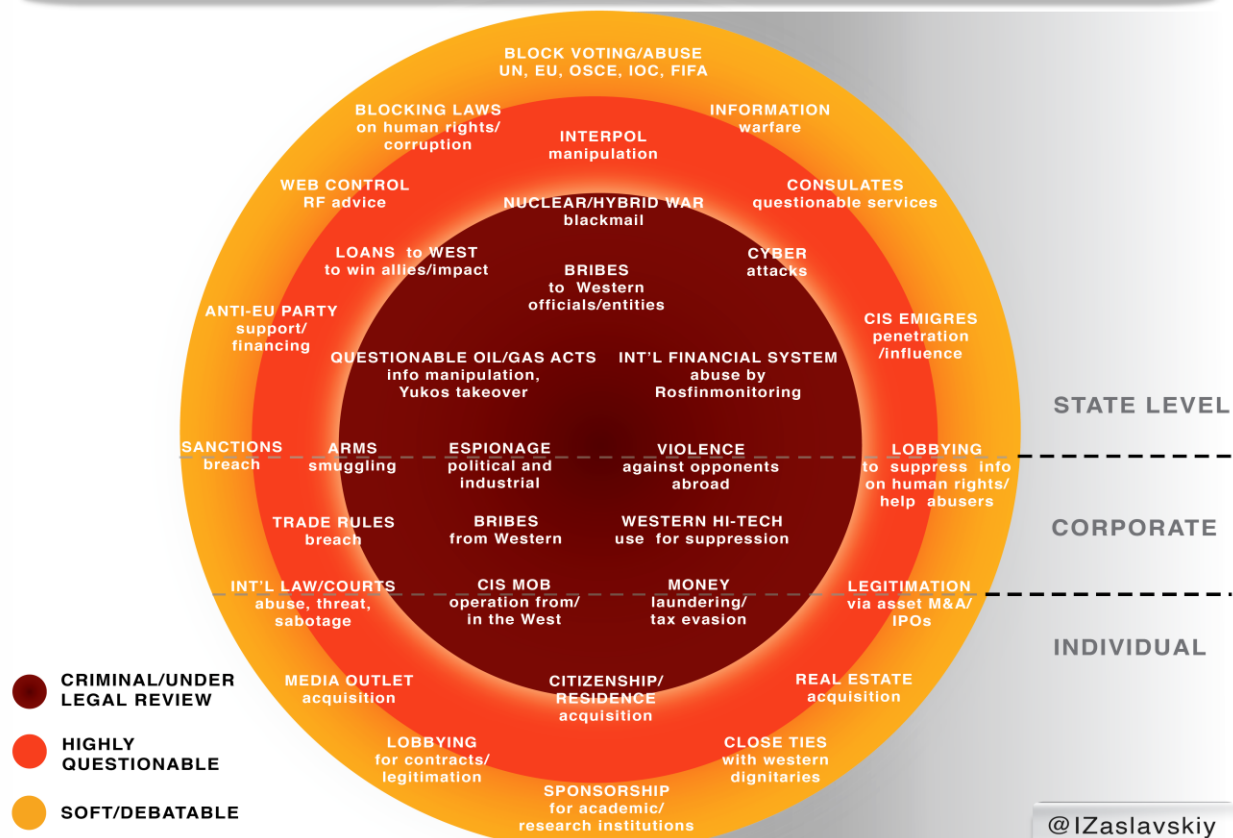 BLOCK VOTING/ABUSE
UN, EU, OSCE, IOC, FIFA
BLOCKING LAWS
on human rights/
corruption
INFORMATION
warfare
INTERPOL
manipulation
WEB CONTROL
RF advice
CONSULATES
questionable services
NUCLEAR/HYBRID WAR
blackmail
LOANS to WEST
to win allies/impact
CYBER
attacks
BRIBES
to Western
officials/entities
ANTI-EU PARTY
support/
financing
CIS EMIGRES
penetration
/influence
QUESTIONABLE OIL/GAS ACTS
info manipulation,
Yukos takeover
INT'L FINANCIAL SYSTEM
abuse by
Rosfinmonitoring
STATE LEVEL
SANCTIONS
breach
ARMS
smuggling
ESPIONAGE
political and
industrial
VIOLENCE
against opponents
abroad
LOBBYING
to suppress info
on human rights/
help abusers
TRADE RULES
breach
BRIBES
from Western
WESTERN HI-TECH
use for suppression
CORPORATE
INT'L LAW/COURTS
abuse, threat,
sabotage
CIS MOB
operation from/
in the West
MONEY
laundering/
tax evasion
LEGITIMATION
via asset M&A/
IPOs
INDIVIDUAL
MEDIA OUTLET
acquisition
CITIZENSHIP/
RESIDENCE
acquisition
REAL ESTATE
acquisition
LOBBYING
for contracts/
legitimation
CLOSE TIES
with western
dignitaries
SPONSORSHIP
for academic/
research institutions
CRIMINAL/UNDER
LEGAL REVIEW
HIGHLY
QUESTIONABLE
SOFT/DEBATABLE
@IZaslavskiy